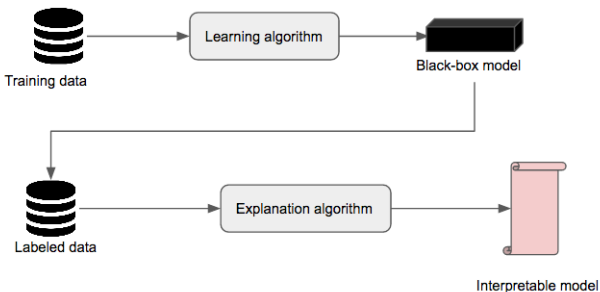 Learning algorithm
Training data
Black-box model
Explanation algorithm
Labeled data
Interpretable model